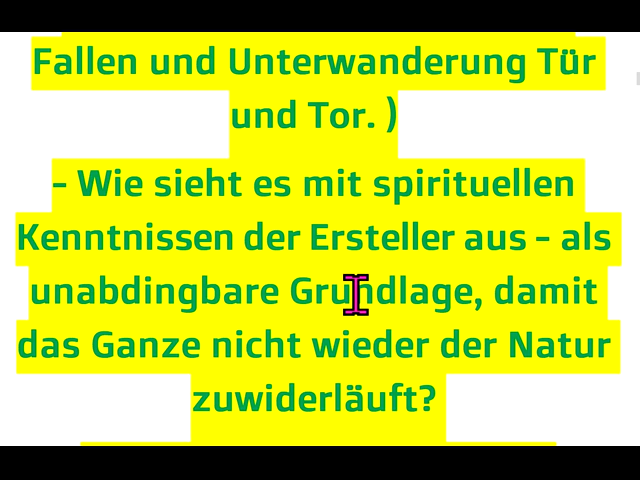 Fallen und Unterwanderung Tür
und Tor. )
- Wie sieht es mit spirituellen
Kenntnissen der Ersteller aus - als
unabdingbare Grundlage, damit
das Ganze nicht wieder der Natur
zuwiderläuft?